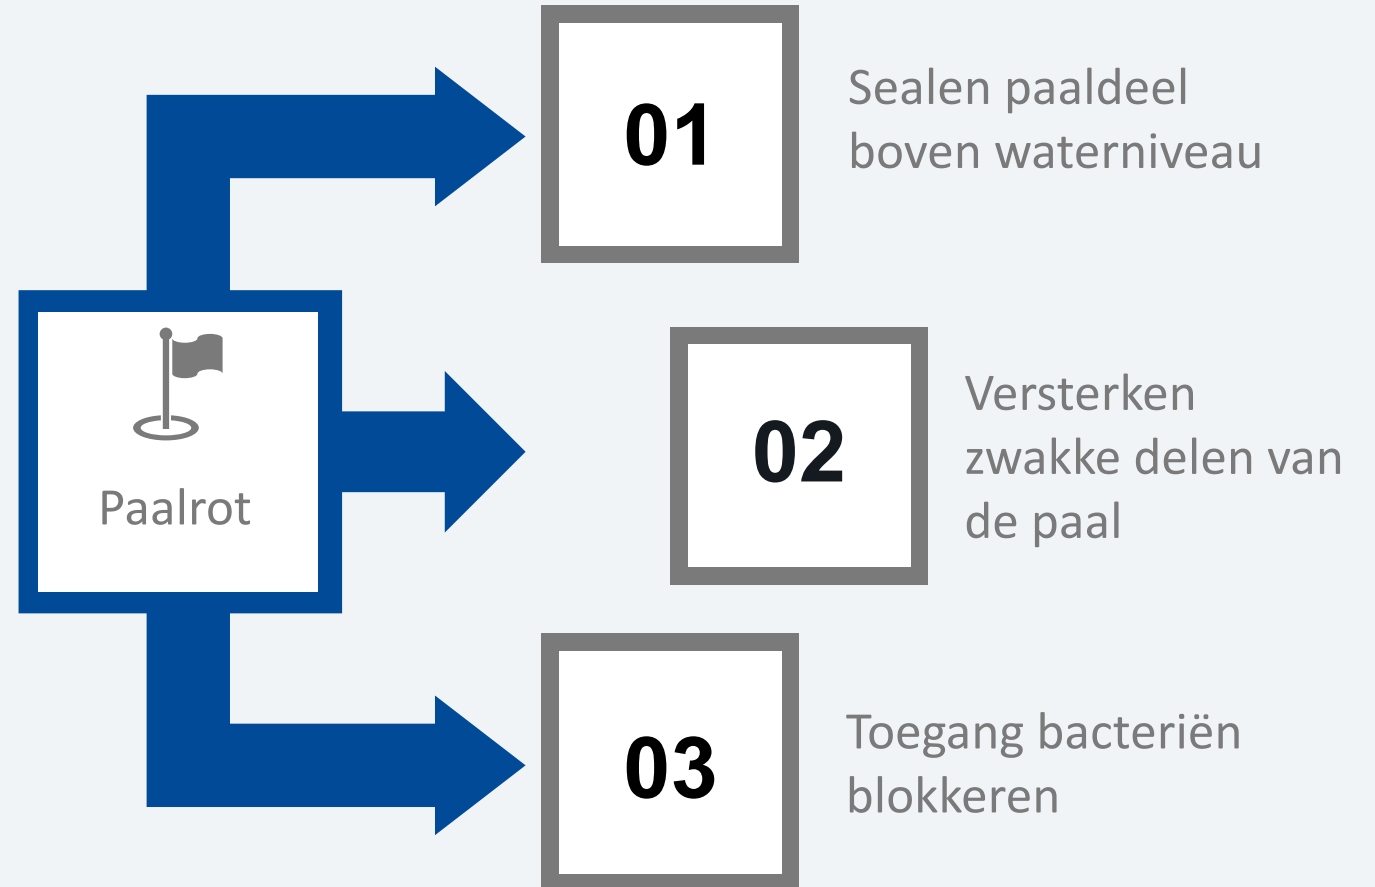 01
Sealen paaldeel
boven waterniveau
Paalrot
02
Versterken
zwakke delen van
de paal
03
Toegang bacteriën
blokkeren